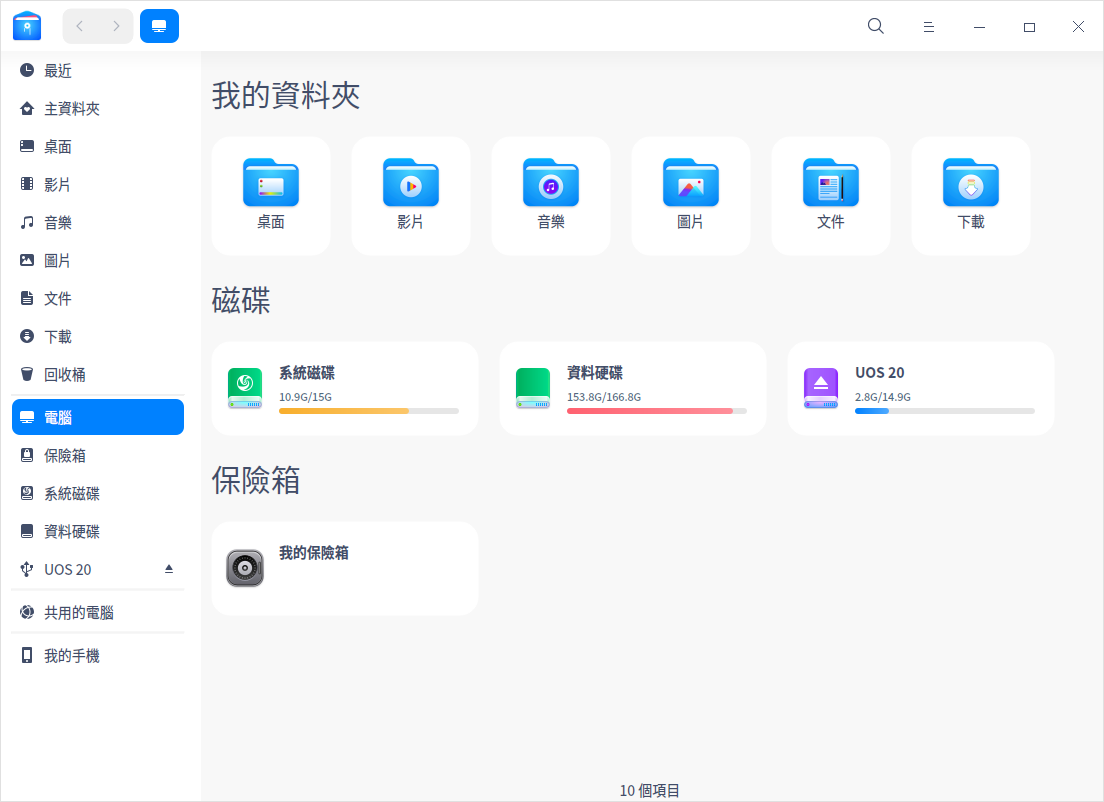 最近
主資料夾
桌面
影片
音樂
圖片
文件
下載
回收桶
電腦
保險箱
系統磁碟
資料硬碟
UOS 20
共用的電腦
我的手機
我的資料夾
桌面
影片
音樂
圖片
文件
下載
磁碟
系統磁碟
10.9G/15G
資料硬碟
153.8G/166.8G
UOS 20
2.8G/14.9G
保險箱
我的保險箱
10 個項目